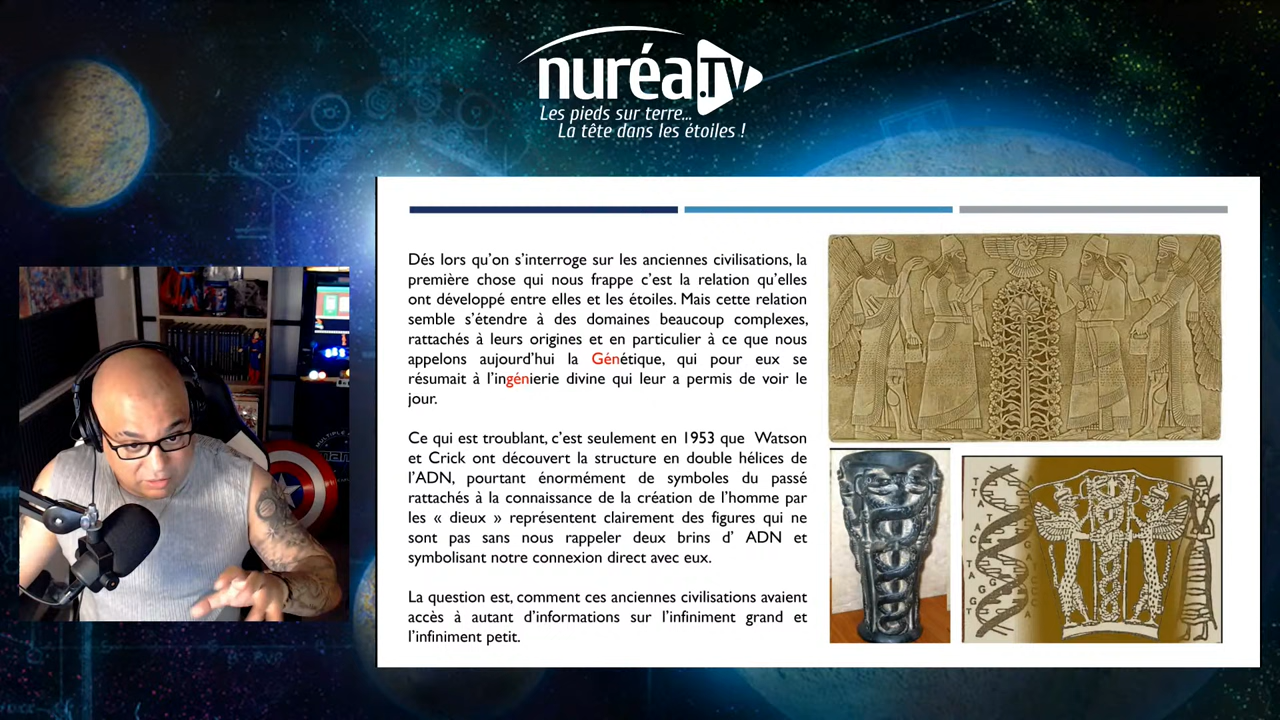 nuréa.TV
Les pieds sur terre...
La tête dans les étoiles !
Dés lors qu'on s'interroge sur les anciennes civilisations, la
première chose qui nous frappe c'est la relation qu'elles
ont développé entre elles et les étoiles. Mais cette relation
semble s'étendre à des domaines beaucoup complexes,
rattachés à leurs origines et en particulier à ce que nous
appelons aujourd'hui la Génétique, qui pour eux se
résumait à l'ingénierie divine qui leur a permis de voir le
jour.
Ce qui est troublant, c'est seulement en 1953 que Watson
et Crick ont découvert la structure en double hélices de
l'ADN, pourtant énormément de symboles du passé
rattachés à la connaissance de la création de l'homme par
les « dieux » représentent clairement des figures qui ne
sont pas sans nous rappeler deux brins d' ADN et
symbolisant notre connexion direct avec eux.
La question est, comment ces anciennes civilisations avaient
accès à autant d'informations sur l'infiniment grand et
l'infiniment petit.